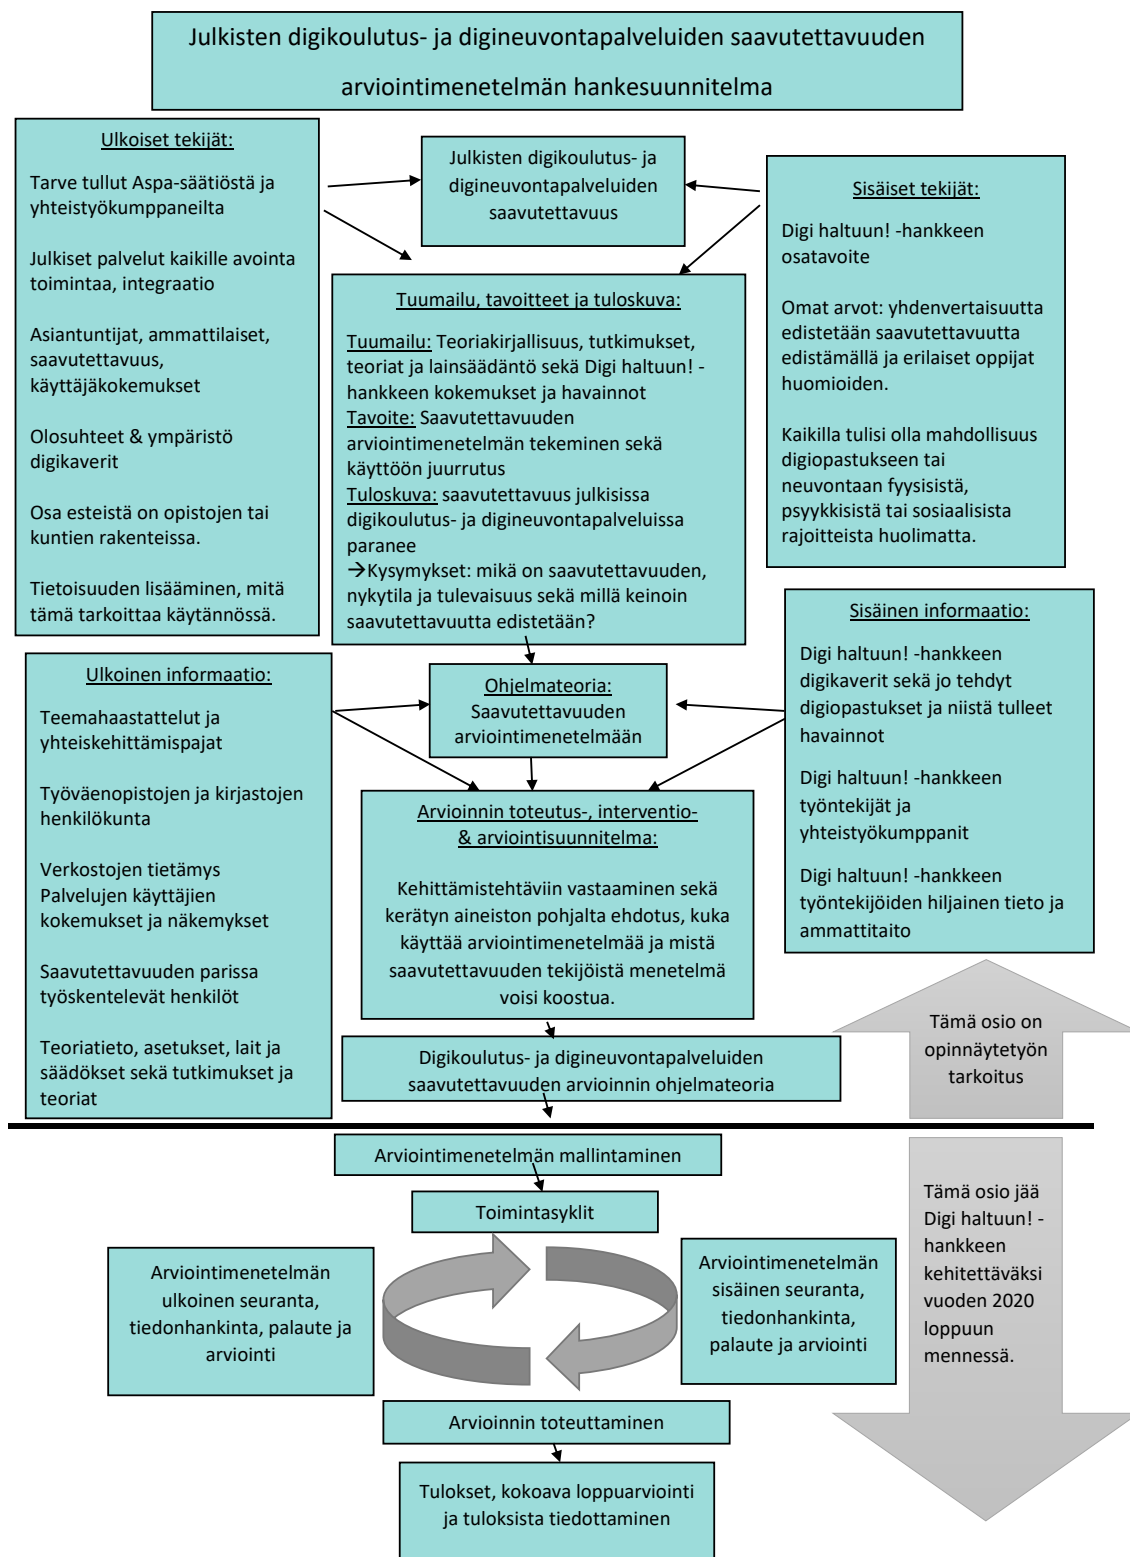 Julkisten digikoulutus- ja digineuvontapalveluiden saavutettavuuden
arviointimenetelmän hankesuunnitelma
Ulkoiset tekijät:
Tarve tullut Aspa-säätiöstä ja
yhteistyökumppaneilta
Julkiset palvelut kaikille avointa
toimintaa, integraatio
Asiantuntijat, ammattilaiset,
saavutettavuus,
käyttäjäkokemukset
Olosuhteet & ympäristö
digikaverit
Osa esteistä on opistojen tai
kuntien rakenteissa.
Tietoisuuden lisääminen, mitä
tämä tarkoittaa käytännössä.
Julkisten digikoulutus- ja
digineuvontapalveluiden
saavutettavuus
Sisäiset tekijät:
Digi haltuun! -hankkeen
osatavoite
Omat arvot: yhdenvertaisuutta
edistetään saavutettavuutta
edistämällä ja erilaiset oppijat
huomioiden.
Kaikilla tulisi olla mahdollisuus
digiopastukseen tai
neuvontaan fyysisistä,
psyykkisistä tai sosiaalisista
rajoitteista huolimatta.
Tuumailu, tavoitteet ja tuloskuva:
Tuumailu: Teoriakirjallisuus, tutkimukset,
teoriat ja lainsäädäntö sekä Digi haltuun! -
hankkeen kokemukset ja havainnot
Tavoite: Saavutettavuuden
arviointimenetelmän tekeminen sekä
käyttöön juurrutus
Tuloskuva: saavutettavuus julkisissa
digikoulutus- ja digineuvontapalveluissa
paranee
→Kysymykset: mikä on saavutettavuuden,
nykytila ja tulevaisuus sekä millä keinoin
saavutettavuutta edistetään?
Ulkoinen informaatio:
Teemahaastattelut ja
yhteiskehittämispajat
Työväenopistojen ja kirjastojen
henkilökunta
Verkostojen tietämys
Palvelujen käyttäjien
kokemukset ja näkemykset
Saavutettavuuden parissa
työskentelevät henkilöt
Teoriatieto, asetukset, lait ja
säädökset sekä tutkimukset ja
teoriat
Ohjelmateoria:
Saavutettavuuden
arviointimenetelmään
Sisäinen informaatio:
Digi haltuun! -hankkeen
digikaverit sekä jo tehdyt
digiopastukset ja niistä tulleet
havainnot
Digi haltuun! -hankkeen
työntekijät ja
yhteistyökumppanit
Digi haltuun! -hankkeen
työntekijöiden hiljainen tieto ja
ammattitaito
Arvioinnin toteutus-, interventio-
& arviointisuunnitelma:
Kehittämistehtäviin vastaaminen sekä
kerätyn aineiston pohjalta ehdotus, kuka
käyttää arviointimenetelmää ja mistä
saavutettavuuden tekijöistä menetelmä
voisi koostua.
Digikoulutus- ja digineuvontapalveluiden
saavutettavuuden arvioinnin ohjelmateoria
Tämä osio on
opinnäytetyön
tarkoitus
Arviointimenetelmän mallintaminen
Toimintasyklit
Arviointimenetelmän
ulkoinen seuranta,
tiedonhankinta, palaute ja
arviointi
Arviointimenetelmän
sisäinen seuranta,
tiedonhankinta,
palaute ja arviointi
Tämä osio jää
Digi haltuun! -
hankkeen
kehitettäväksi
vuoden 2020
loppuun
mennessä.
Arvioinnin toteuttaminen
Tulokset, kokoava loppuarviointi
ja tuloksista tiedottaminen